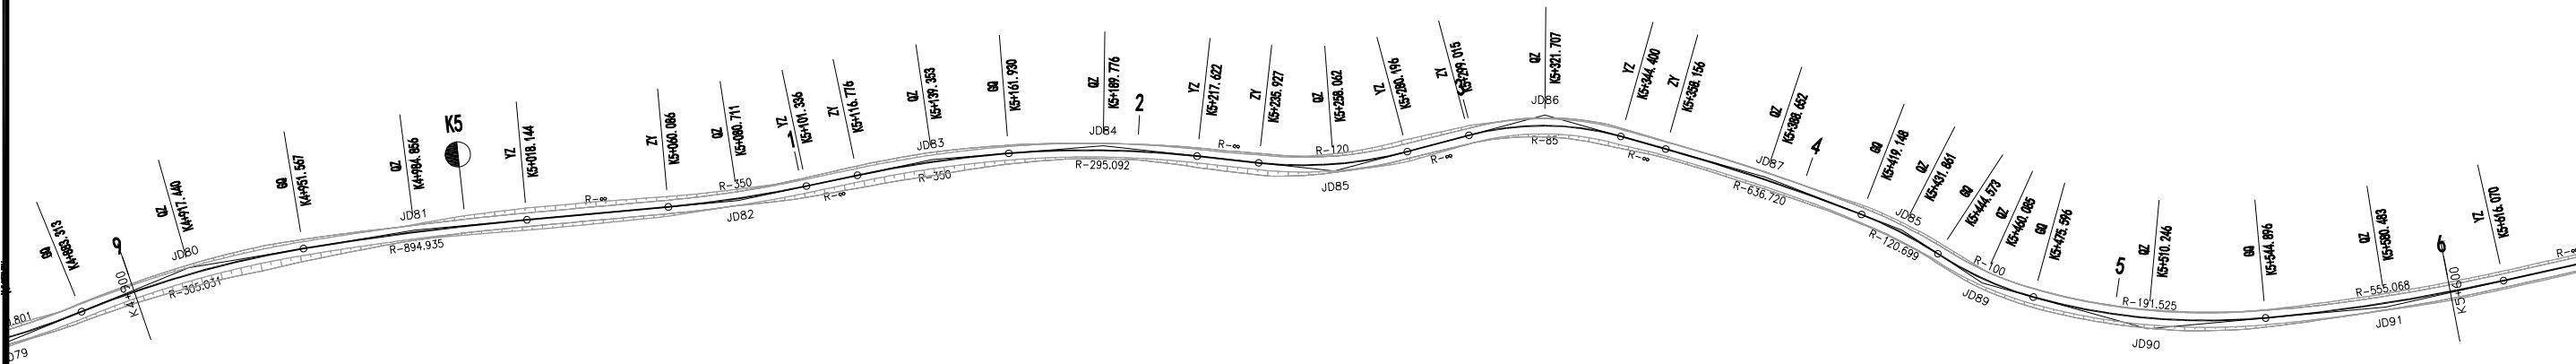 GQ
K4+883.313
9
QZ
K4+917.440
GQ
K4+951.567
QZ
K4+984.856
K5
YZ
K5+018.144
ZY
K5+060.086
QZ
K5+080.711
YZ
K5+101.336
1
ZY
K5+116.776
QZ
K5+139.353
GQ
K5+161.930
QZ
K5+189.776
2
YZ
K5+217.622
ZY
K5+235.927
QZ
K5+258.062
YZ
K5+280.196
ZY
K5+299.015
3
QZ
K5+321.707
YZ
K5+344.400
ZY
K5+358.156
QZ
K5+388.652
4
GQ
K5+419.148
QZ
K5+431.861
GQ
K5+444.573
QZ
K5+460.085
GQ
K5+475.596
5
QZ
K5+510.246
GQ
K5+544.896
QZ
K5+580.483
6
YZ
K5+616.070
JD79
K4+900
JD80
R-305.031
JD81
R-894.935
R-∞
R-350
JD82
R-∞
JD83
R-350
JD84
R-295.092
R-∞
R-120
JD85
R-∞
JD86
R-85
R-∞
JD87
R-636.720
JD85
R-120.699
R-100
JD89
R-191.525
JD90
R-555.068
JD91
K5+600
R-∞